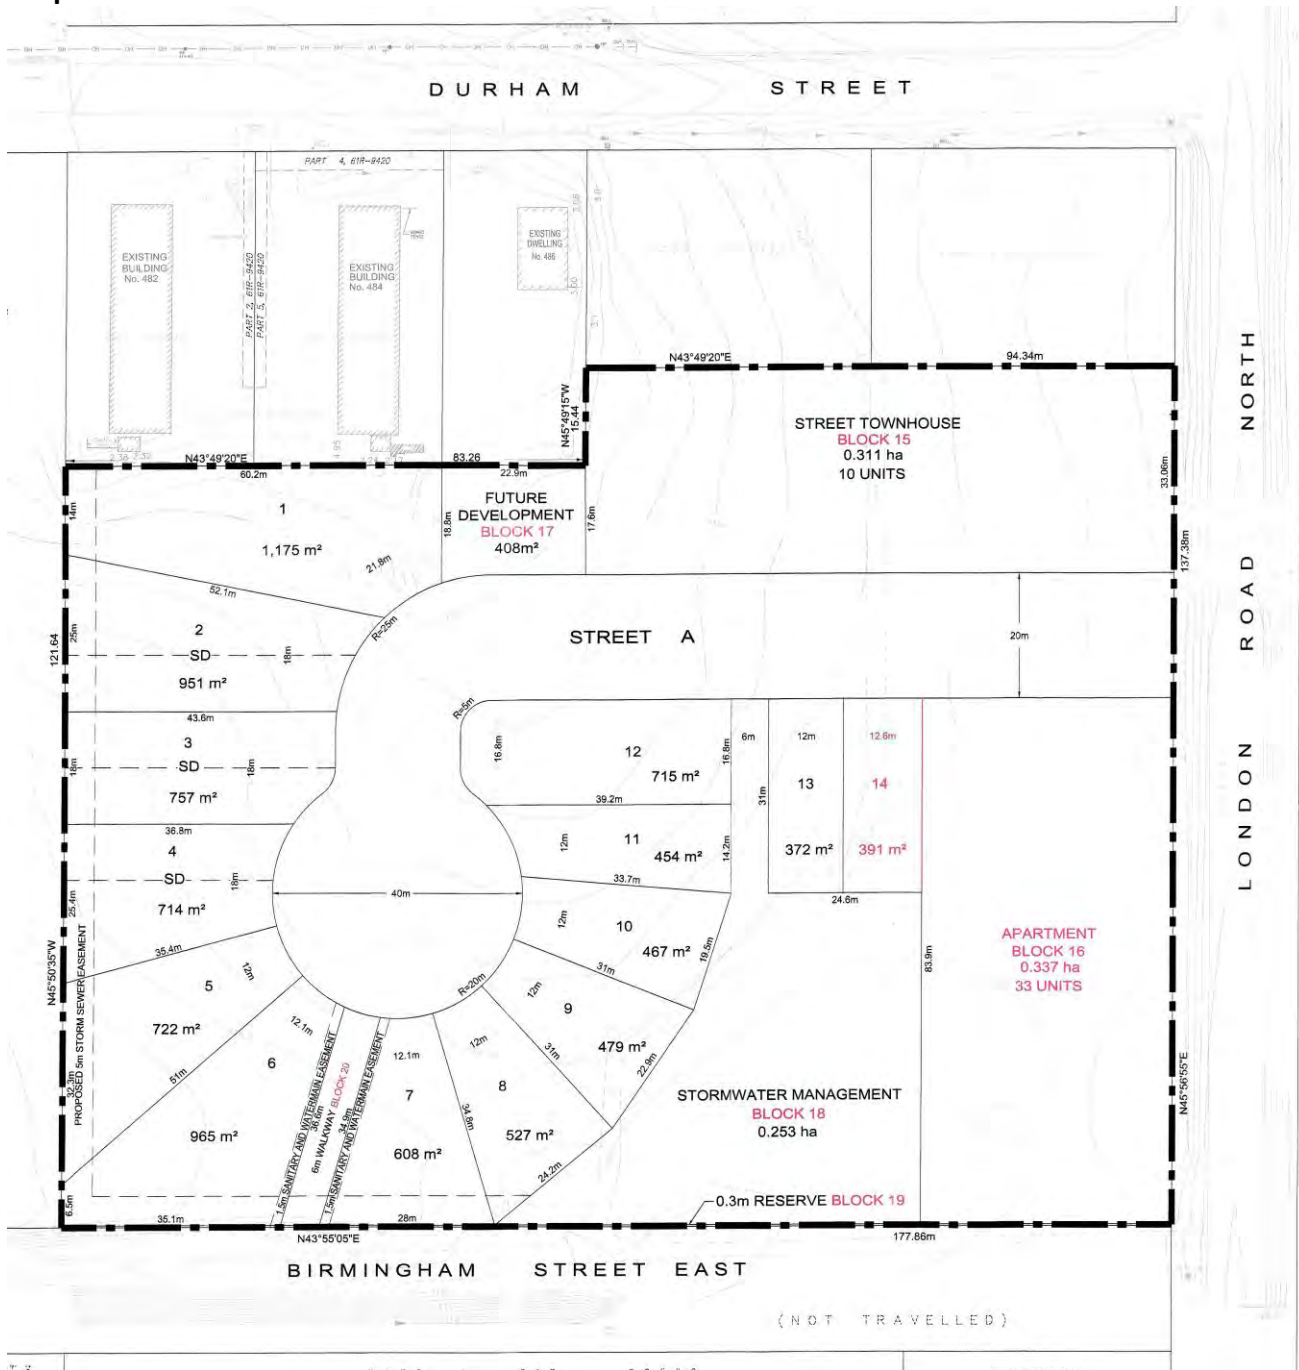 DURHAM STREET
PART 4, 61R-9420
EXISTING
BUILDING
No. 482
PART 2, 61R-9420
PART 5, 61R-9420
EXISTING
BUILDING
No. 484
EXISTING
DWELLING
No. 486
N43°49'20"E
94.34m
N45°49'15"W
15.44
STREET TOWNHOUSE
BLOCK 15
0.311 ha
10 UNITS
33.06m
137.38m
LONDON ROAD NORTH
N43°49'20"E
83.26
60.2m
22.9m
14m
1
1,175 m²
21.8m
18.8m
FUTURE
DEVELOPMENT
BLOCK 17
408m²
17.6m
52.1m
R=25m
STREET A
20m
121.64
25m
2
SD
18m
951 m²
43.6m
3
SD
18m
18m
757 m²
36.8m
4
SD
18m
25.4m
714 m²
35.4m
R=5m
16.8m
12
715 m²
16.8m
39.2m
12m
11
454 m²
14.2m
33.7m
6m
31m
12m
13
372 m²
12.6m
14
391 m²
24.6m
40m
12m
10
467 m²
19.5m
31m
APARTMENT
BLOCK 16
0.337 ha
33 UNITS
83.9m
N45°50'35"W
PROPOSED 5m STORM SEWER EASEMENT
12m
5
722 m²
51m
32.3m
R=20m
12m
9
479 m²
31m
22.9m
12.1m
6
965 m²
1.5m SANITARY AND WATERMAIN EASEMENT
36.6m
6m WALKWAY BLOCK 20
34.9m
1.5m SANITARY AND WATERMAIN EASEMENT
12.1m
7
608 m²
12m
8
527 m²
34.8m
24.2m
STORMWATER MANAGEMENT
BLOCK 18
0.253 ha
N45°56'55"E
0.3m RESERVE BLOCK 19
6.5m
35.1m
28m
N43°55'05"E
177.86m
BIRMINGHAM STREET EAST
(NOT TRAVELLED)